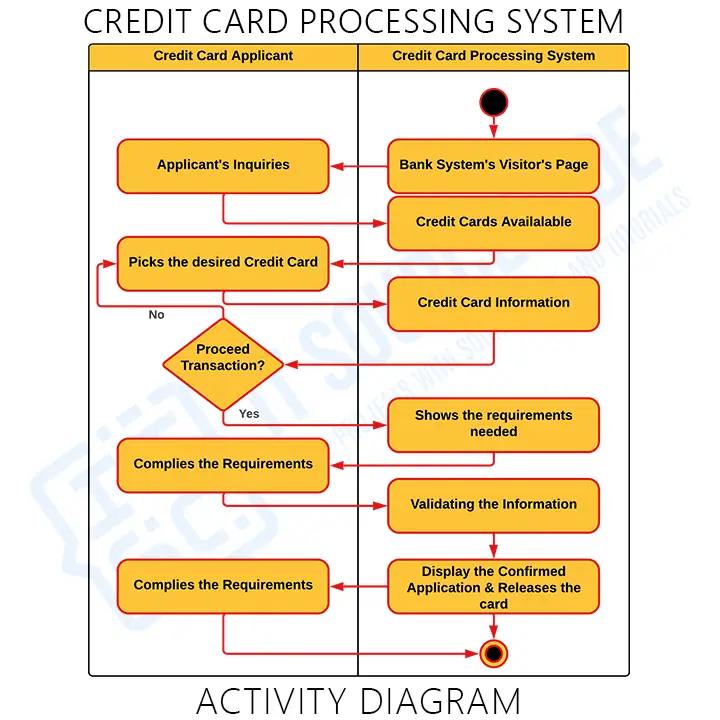 CREDIT CARD PROCESSING SYSTEM
Credit Card Applicant
Credit Card Processing System
Applicant's Inquiries
Bank System's Visitor's Page
Credit Cards Availalable
Picks the desired Credit Card
Credit Card Information
No
Proceed
Transaction?
Yes
Shows the requirements
needed
Complies the Requirements
Validating the Information
Complies the Requirements
Display the Confirmed
Application & Releases the
card
ACTIVITY DIAGRAM